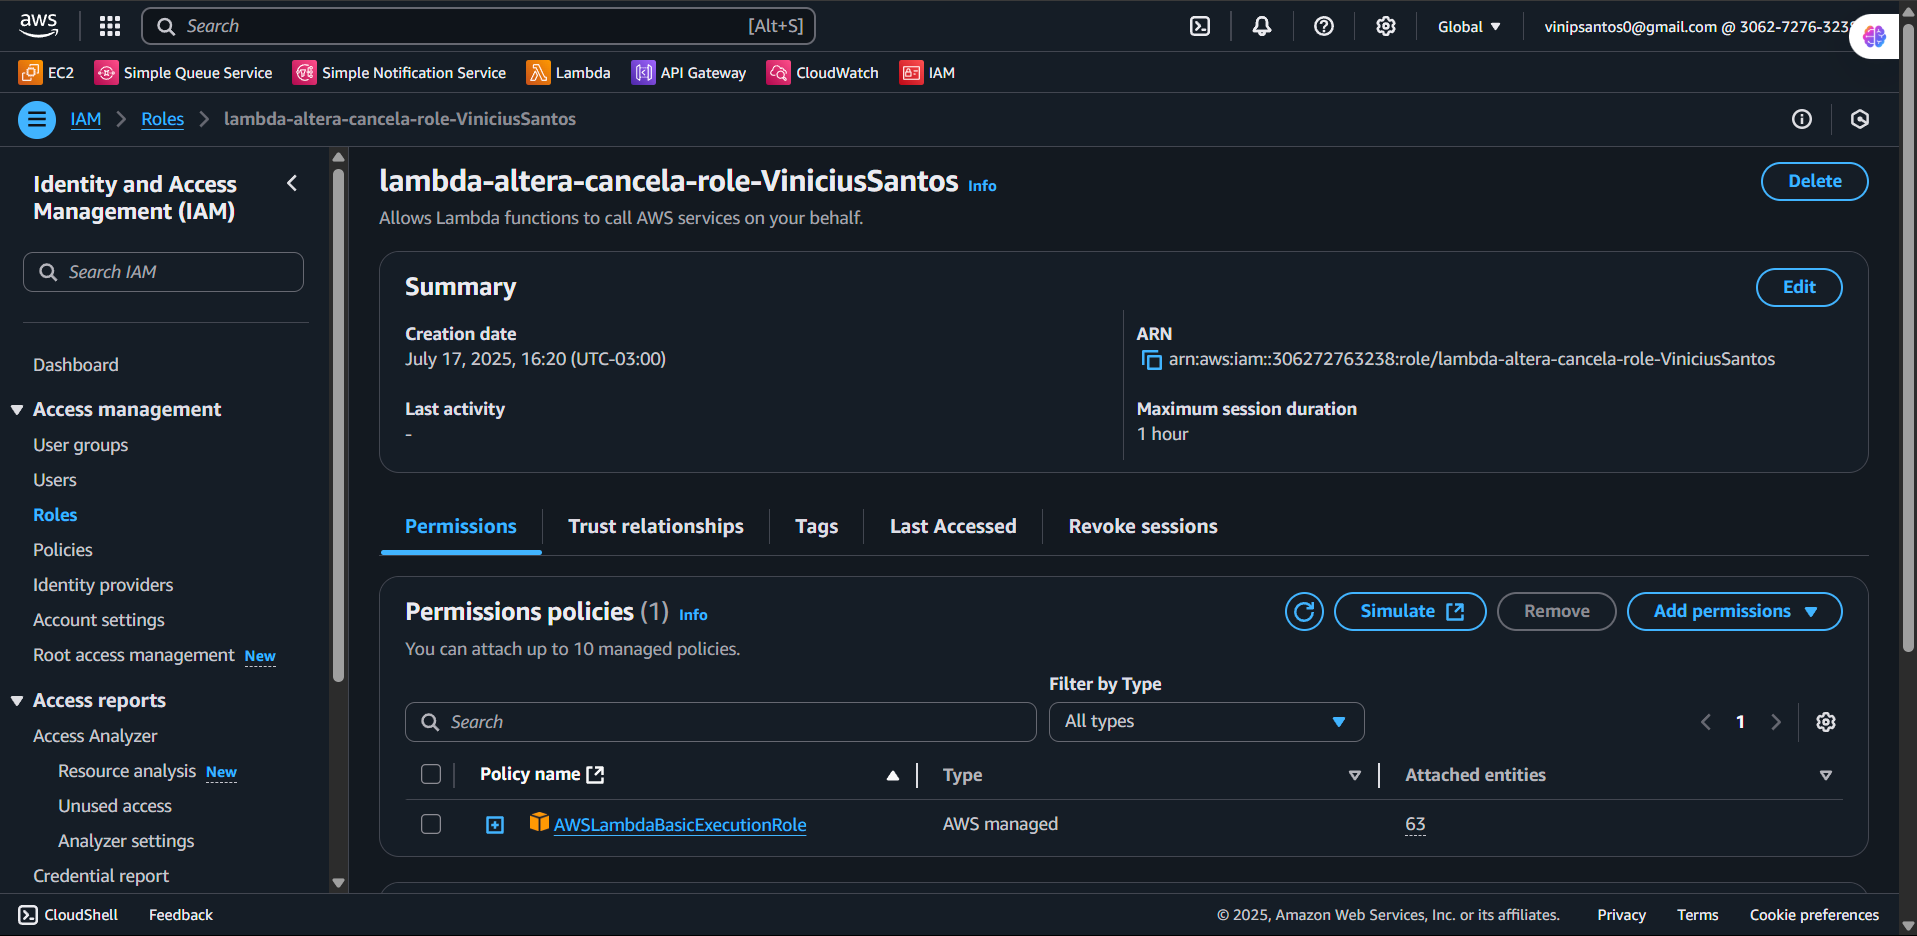 aws
Search
[Alt+S]
Global
vinipsantos0@gmail.com @ 3062-7276-3238
EC2
Simple Queue Service
Simple Notification Service
Lambda
API Gateway
CloudWatch
IAM
IAM
Roles
lambda-altera-cancela-role-ViniciusSantos
Identity and Access
Management (IAM)
Search IAM
Dashboard
Access management
User groups
Users
Roles
Policies
Identity providers
Account settings
Root access management New
Access reports
Access Analyzer
Resource analysis New
Unused access
Analyzer settings
Credential report
lambda-altera-cancela-role-ViniciusSantos Info
Delete
Allows Lambda functions to call AWS services on your behalf.
Summary
Edit
Creation date
July 17, 2025, 16:20 (UTC-03:00)
ARN
arn:aws:iam::306272763238:role/lambda-altera-cancela-role-ViniciusSantos
Last activity
-
Maximum session duration
1 hour
Permissions
Trust relationships
Tags
Last Accessed
Revoke sessions
Permissions policies (1) Info
Simulate
Remove
Add permissions
You can attach up to 10 managed policies.
Filter by Type
Search
All types
1
Policy name
Type
Attached entities
AWSLambdaBasicExecutionRole
AWS managed
63
CloudShell
Feedback
© 2025, Amazon Web Services, Inc. or its affiliates.
Privacy
Terms
Cookie preferences